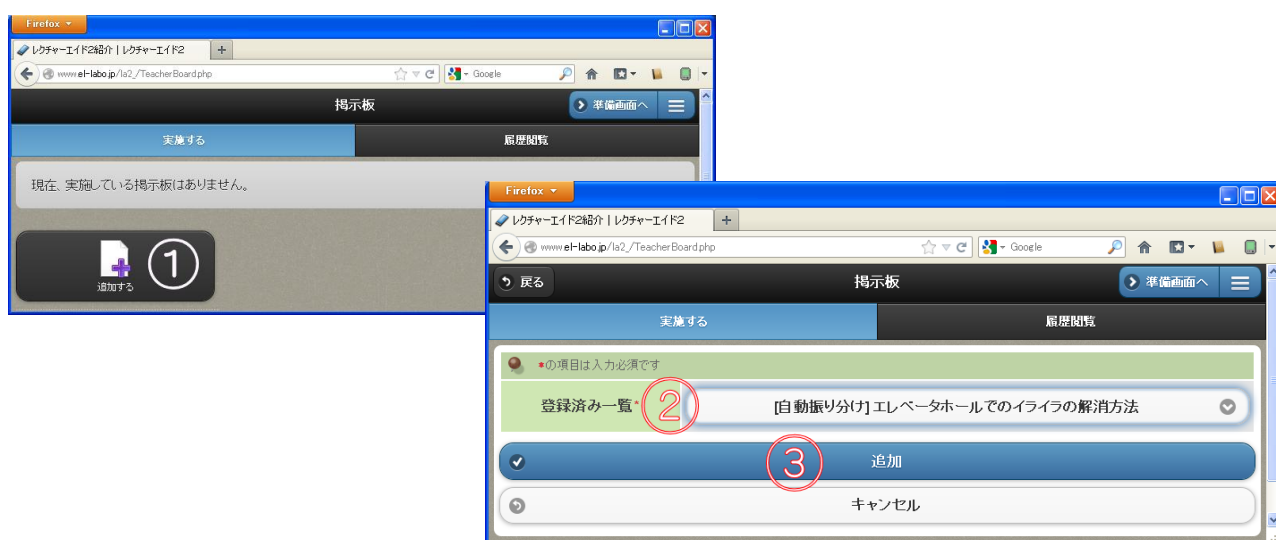 Firefox
レクチャーエイド2紹介 | レクチャーエイド2
www.el-labo.jp/la2_/TeacherBoard.php
Google
掲示板
準備画面へ
実施する
履歴閲覧
現在、実施している掲示板はありません。
追加する
①
Firefox
レクチャーエイド2紹介 | レクチャーエイド2
www.el-labo.jp/la2_/TeacherBoard.php
Google
戻る
掲示板
準備画面へ
実施する
履歴閲覧
*の項目は入力必須です
登録済み一覧*
②
[自動振り分け] エレベータホールでのイライラの解消方法
③
追加
キャンセル